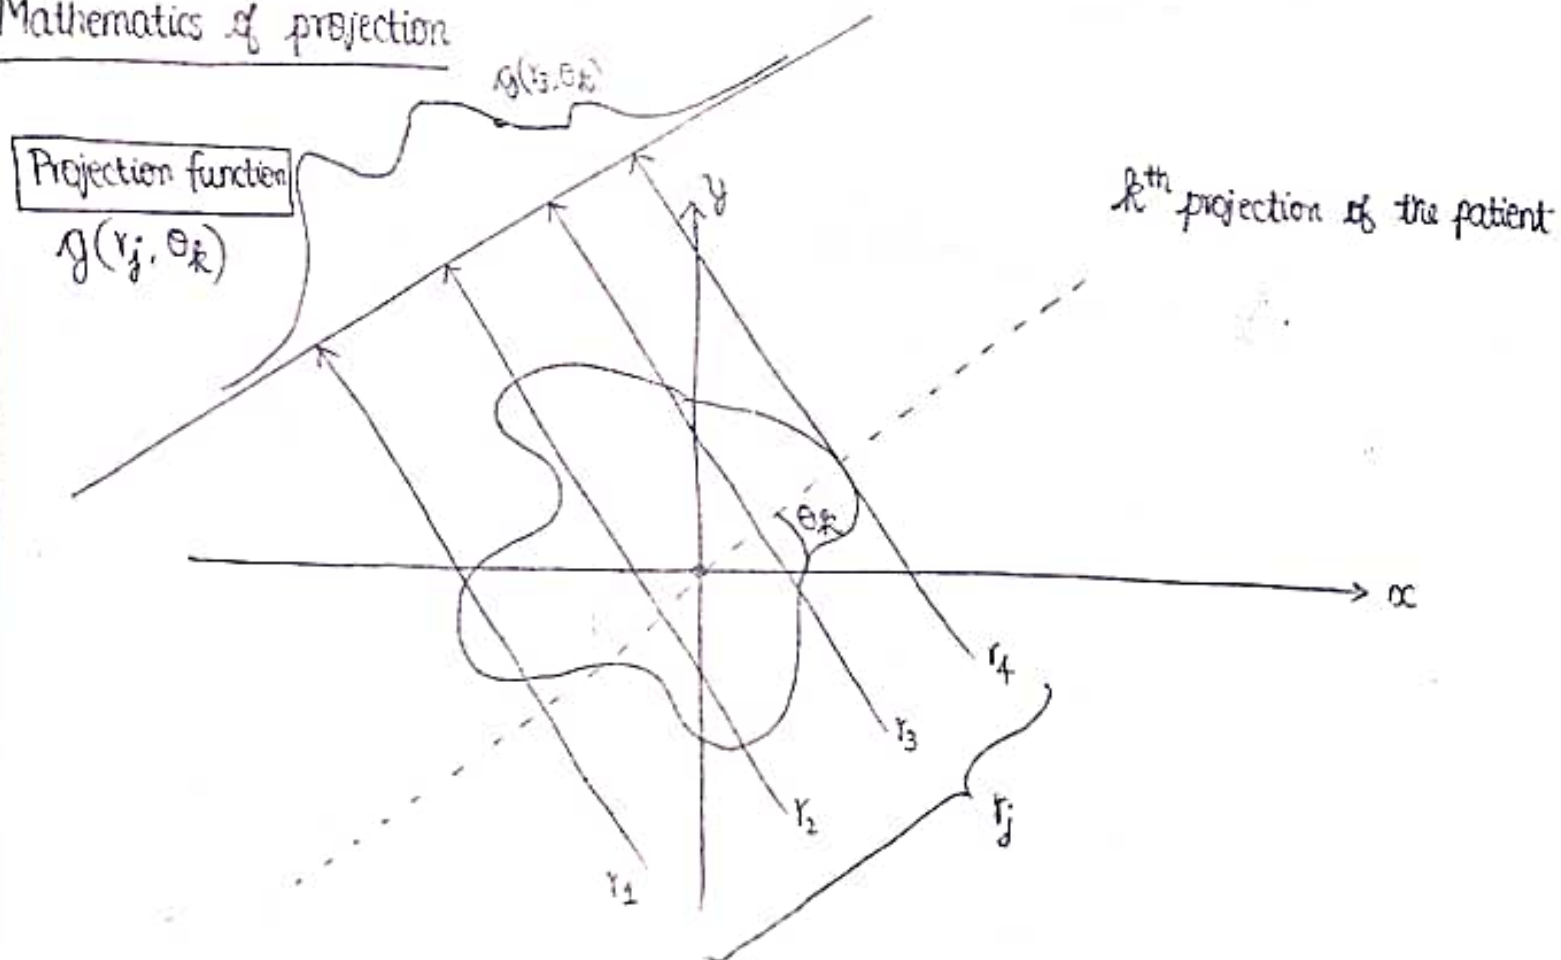 Mathematics of projection
g(r₃, θₖ)
Projection function
g(rⱼ, θₖ)
y
kᵗʰ projection of the patient
θₖ
x
r₄
r₃
rⱼ
r₂
r₁